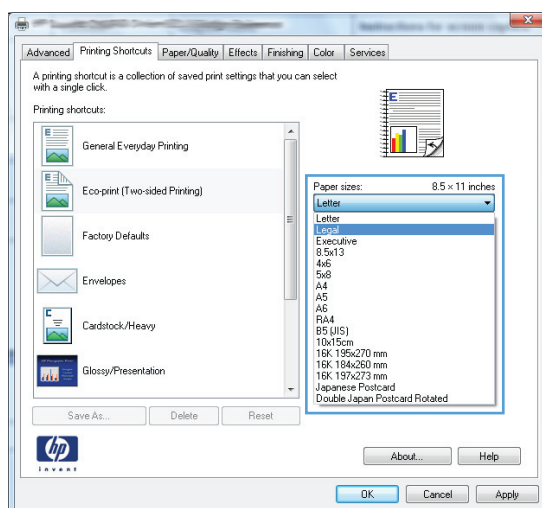 Advanced Printing Shortcuts Paper/Quality Effects Finishing Color Services
A printing shortcut is a collection of saved print settings that you can select
with a single click.
Printing shortcuts:
General Everyday Printing
Eco-print (Two-sided Printing)
Factory Defaults
Envelopes
Cardstock/Heavy
Glossy/Presentation
Paper sizes: 8.5 × 11 inches
Letter
Letter
Legal
Executive
8.5x13
4x6
5x8
A4
A5
A6
RA4
B5 (JIS)
10x15cm
16K 195x270 mm
16K 184x260 mm
16K 197x273 mm
Japanese Postcard
Double Japan Postcard Rotated
Save As... Delete Reset
hp
invent
About... Help
OK Cancel Apply